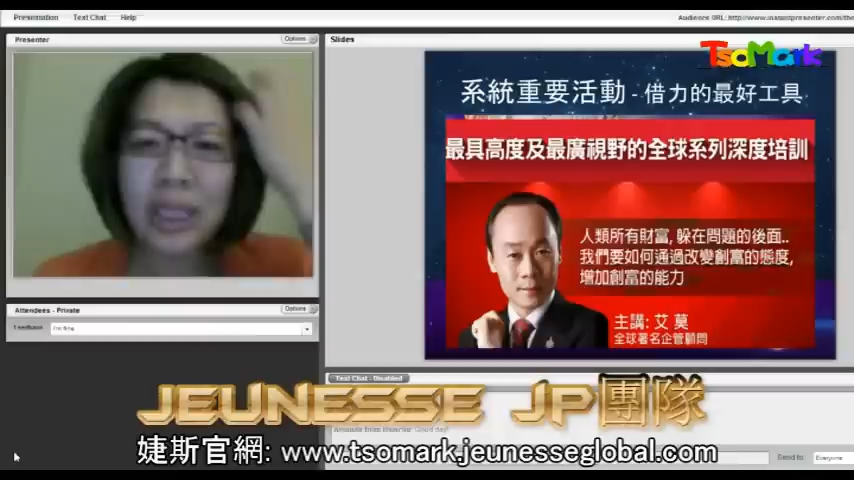 Presentation Text Chat Help
Audience URL: http://www.instantpresenter.com/the
Presenter
Options
Slides
TsoMark
系統重要活動 - 借力的最好工具
最具高度及最廣視野的全球系列深度培訓
人類所有財富, 躲在問題的後面..
我們要如何通過改變創富的態度,
增加創富的能力
主講: 艾 莫
全球著名企管顧問
Attendees - Private
Options
Feedback
Text Chat - Disabled
JEUNESSE JP團隊
Good day!
婕斯官網: www.tsomark.jeunesseglobal.com
Send to: Everyone